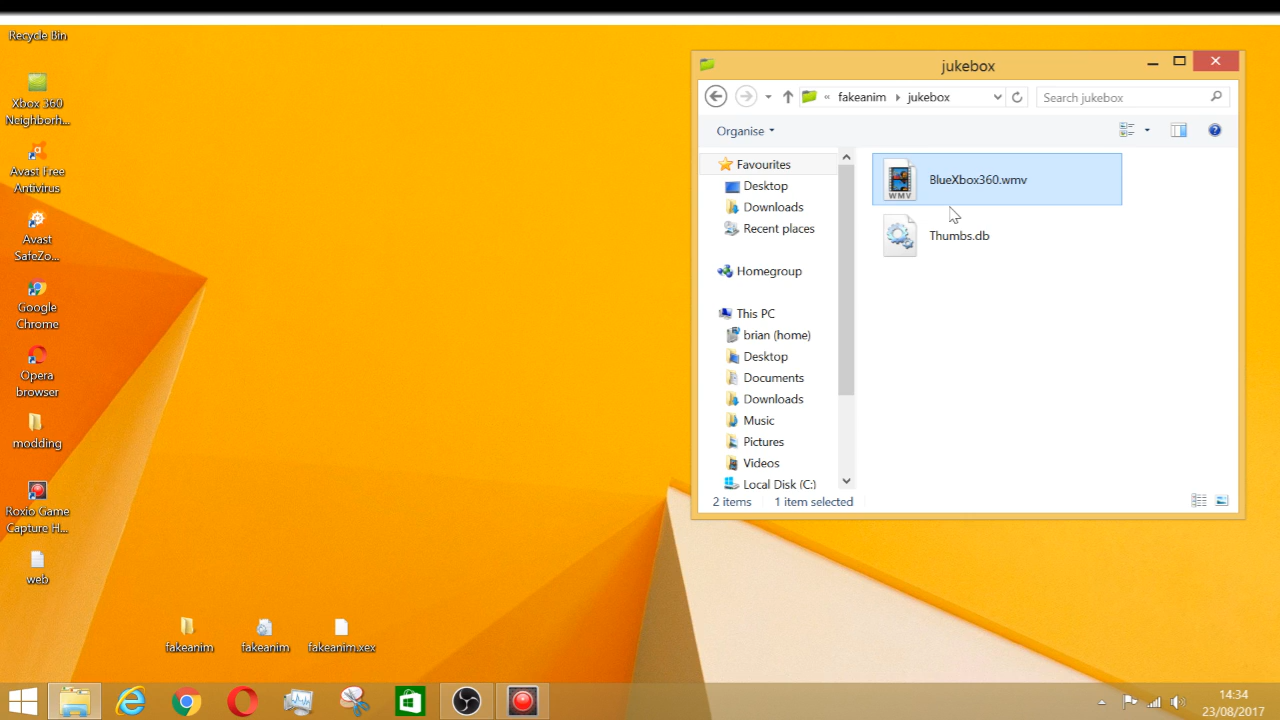 Recycle Bin
Xbox 360
Neighborh...
Avast Free
Antivirus
Avast
SafeZo...
Google
Chrome
Opera
browser
modding
Roxio Game
Capture H...
web
fakeanim
fakeanim
fakeanim.xex
jukebox
« fakeanim jukebox
Search jukebox
Organise
Favourites
Desktop
Downloads
Recent places
Homegroup
This PC
brian (home)
Desktop
Documents
Downloads
Music
Pictures
Videos
Local Disk (C:)
WMV
BlueXbox360.wmv
Thumbs.db
2 items 1 item selected
14:34
23/08/2017